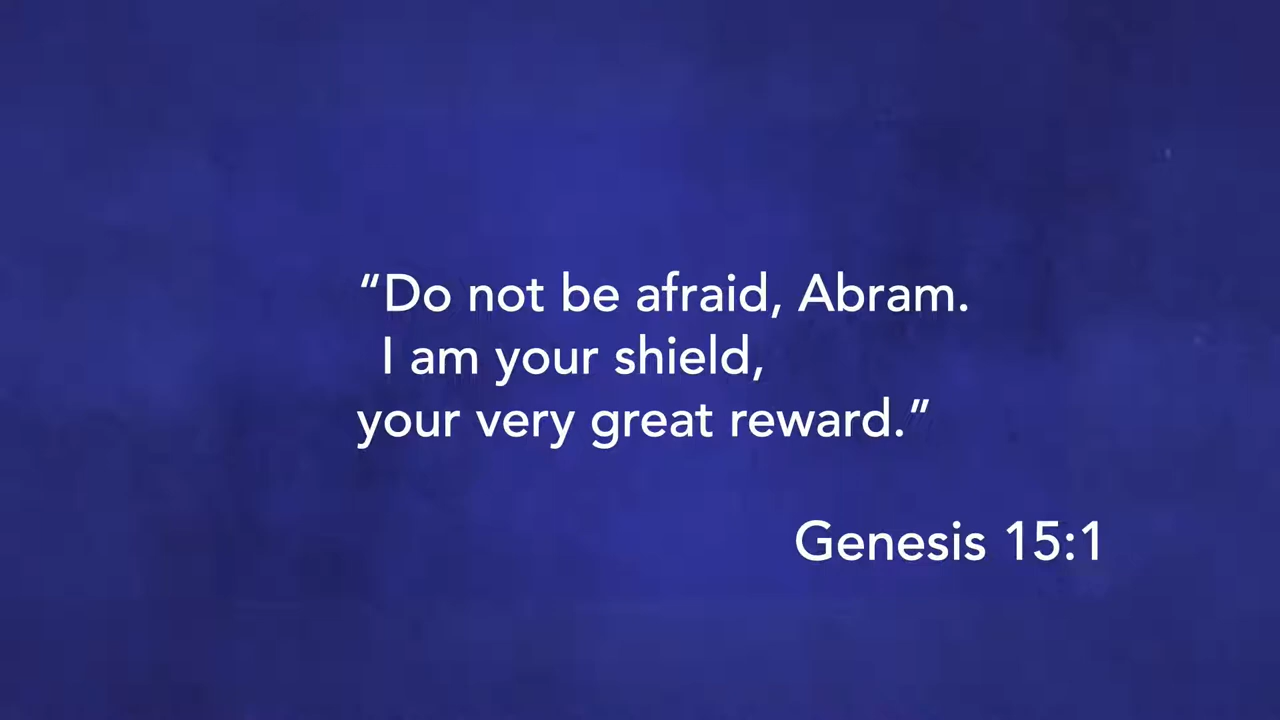 “Do not be afraid, Abram.
I am your shield,
your very great reward.”
Genesis 15:1